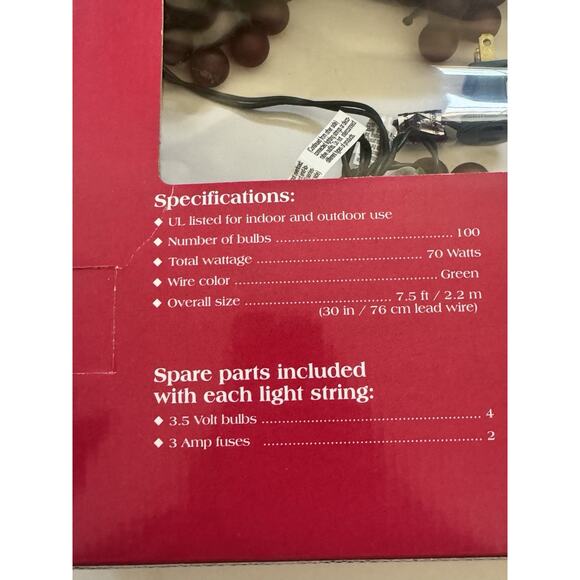 Specifications:
◆ UL listed for indoor and outdoor use
◆ Number of bulbs ........................................................ 100
◆ Total wattage .................................................. 70 Watts
◆ Wire color ............................................................ Green
◆ Overall size ........................................ 7.5 ft / 2.2 m
(30 in / 76 cm lead wire)
Spare parts included
with each light string:
◆ 3.5 Volt bulbs ............................................................ 4
◆ 3 Amp fuses ............................................................ 2